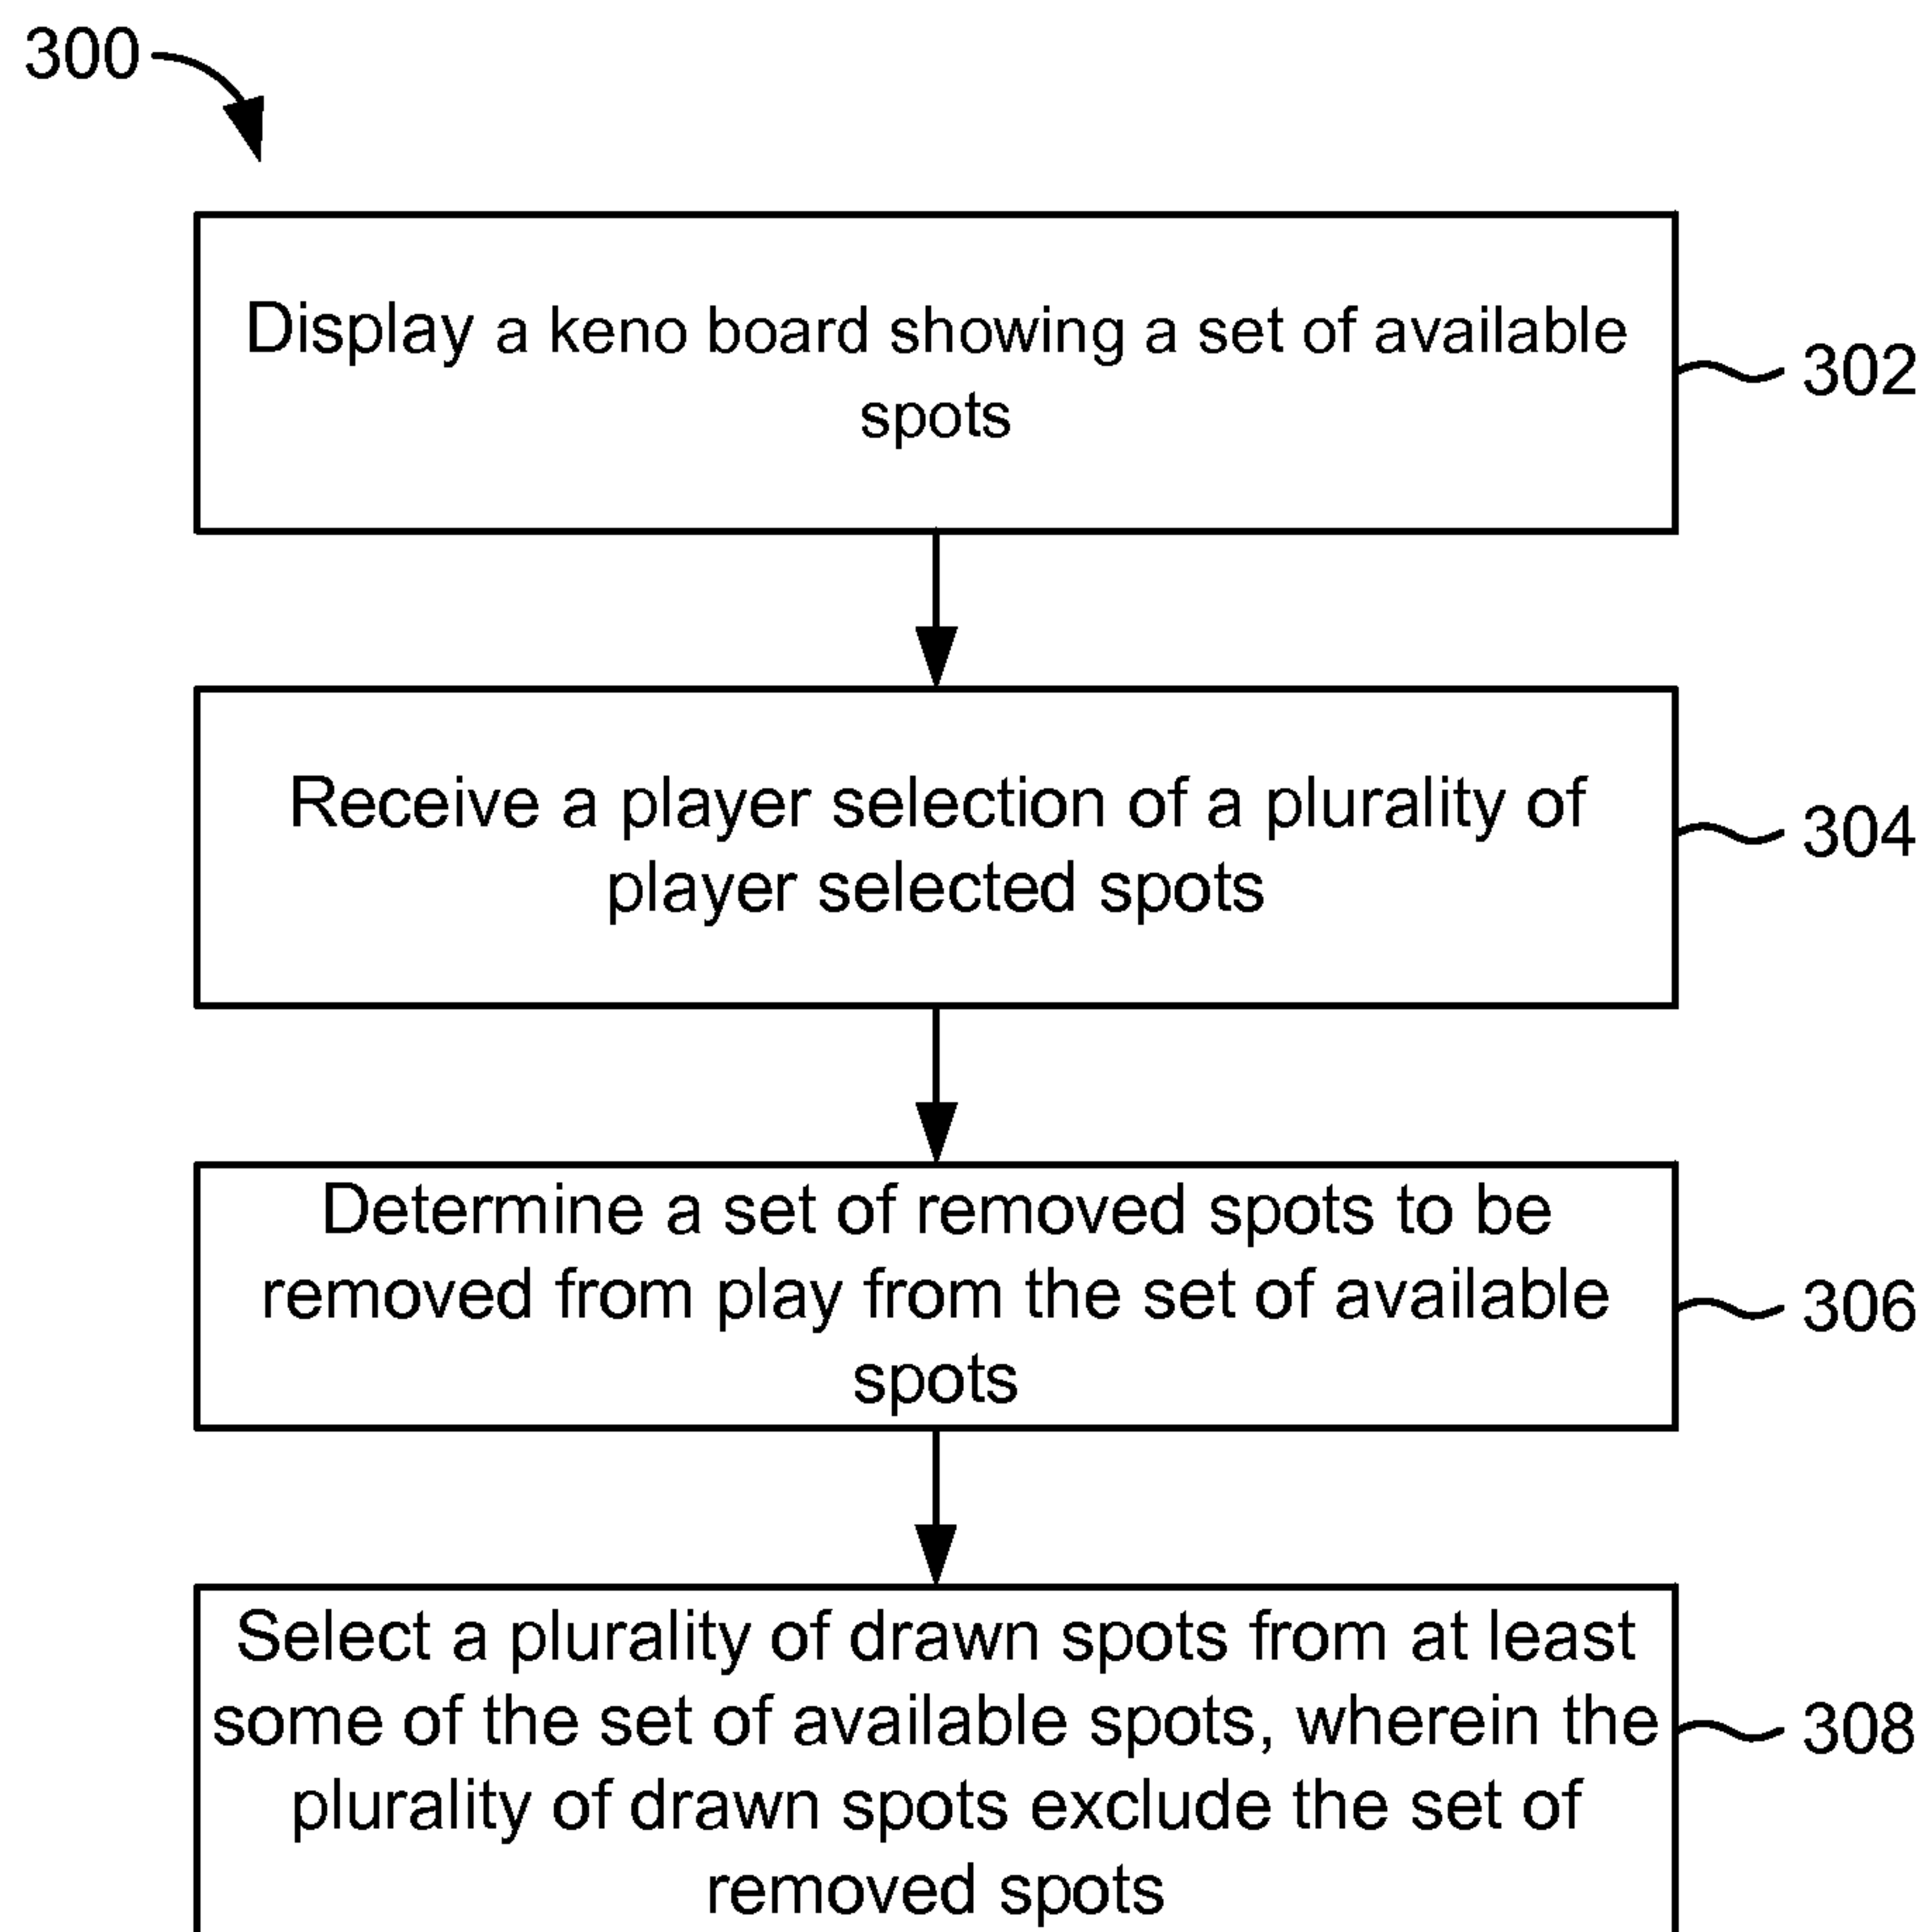 300
Display a keno board showing a set of available
spots
302
Receive a player selection of a plurality of
player selected spots
304
Determine a set of removed spots to be
removed from play from the set of available
spots
306
Select a plurality of drawn spots from at least
some of the set of available spots, wherein the
plurality of drawn spots exclude the set of
removed spots
308